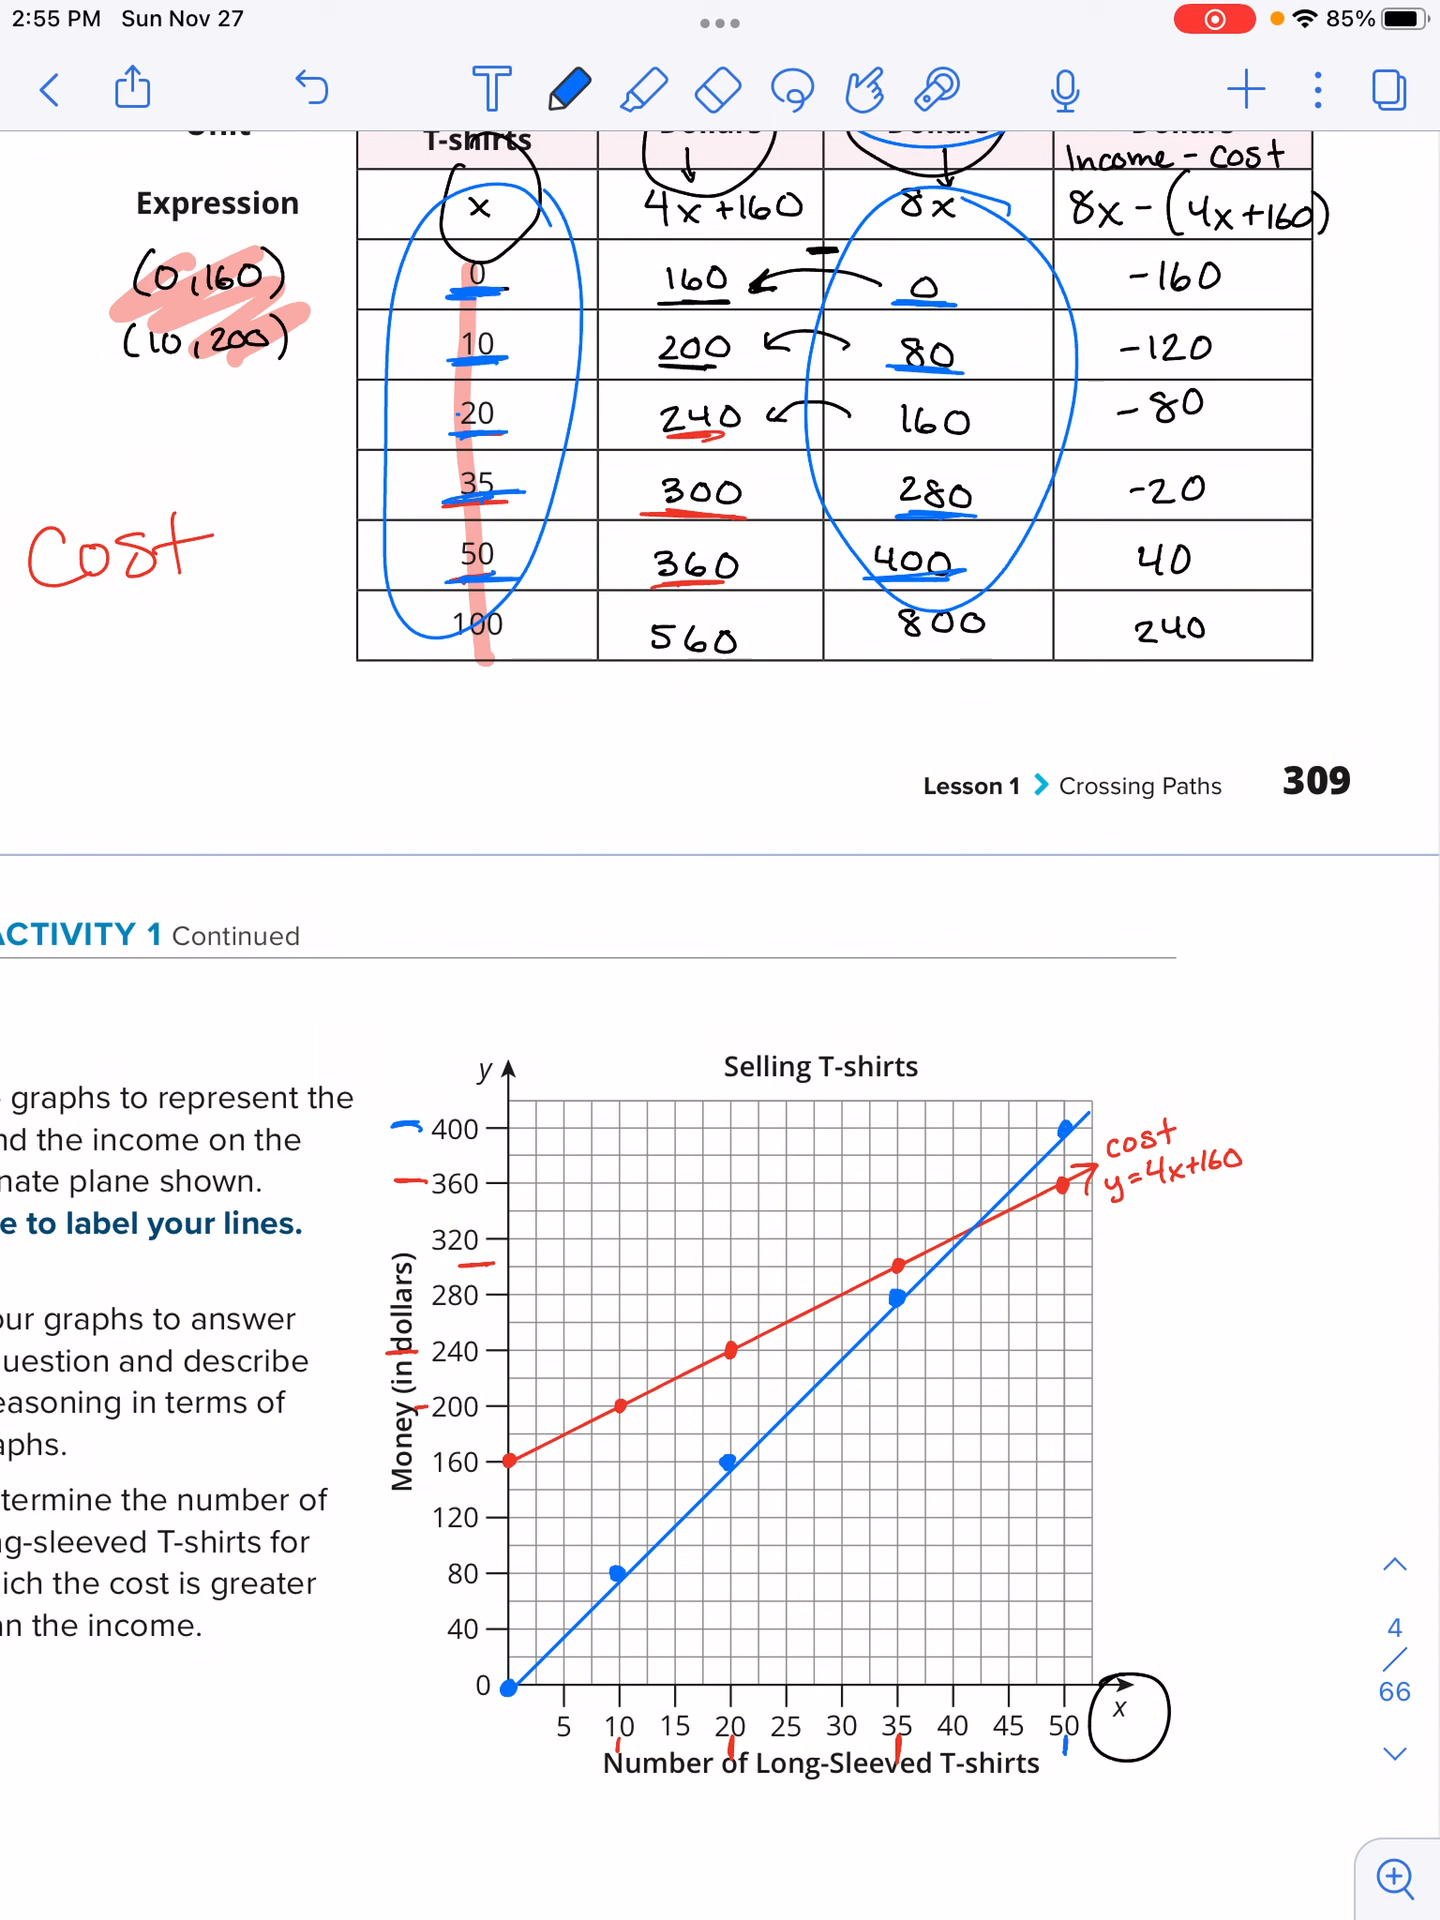 2:55 PM Sun Nov 27
85%
Unit
T-shirts
Dollars
Dollars
Dollars
Income - cost
Expression
x
4x+160
8x
8x-(4x+160)
(0,160)
0
160
0
-160
(10,200)
10
200
80
-120
20
240
160
-80
35
300
280
-20
Cost
50
360
400
40
100
560
800
240
Lesson 1 > Crossing Paths 309
ACTIVITY 1 Continued
graphs to represent the
nd the income on the
nate plane shown.
e to label your lines.
our graphs to answer
uestion and describe
easoning in terms of
aphs.
termine the number of
ng-sleeved T-shirts for
ich the cost is greater
an the income.
Selling T-shirts
y
400
360
320
280
240
200
160
120
80
40
0
Money (in dollars)
cost
y=4x+160
5 10 15 20 25 30 35 40 45 50 x
Number of Long-Sleeved T-shirts
4
66